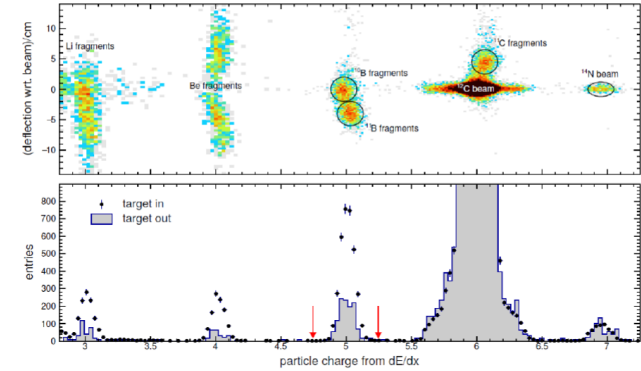 (deflection wrt. beam)/cm
10
5
0
−5
−10
Li fragments
Be fragments
¹⁰B fragments
¹¹B fragments
¹¹C fragments
¹²C beam
¹⁴N beam
entries
800
700
600
500
400
300
200
100
0
target in
target out
3 3.5 4 4.5 5 5.5 6 6.5 7
particle charge from dE/dx